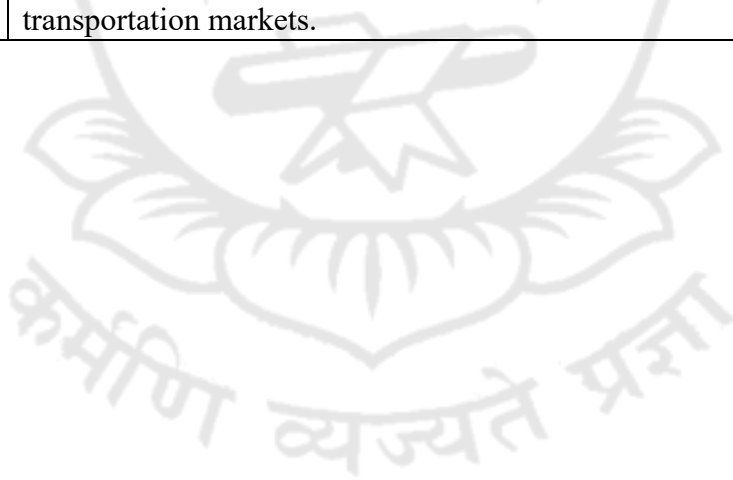 transportation markets.
कर्मणि व्यज्यते प्रज्ञा